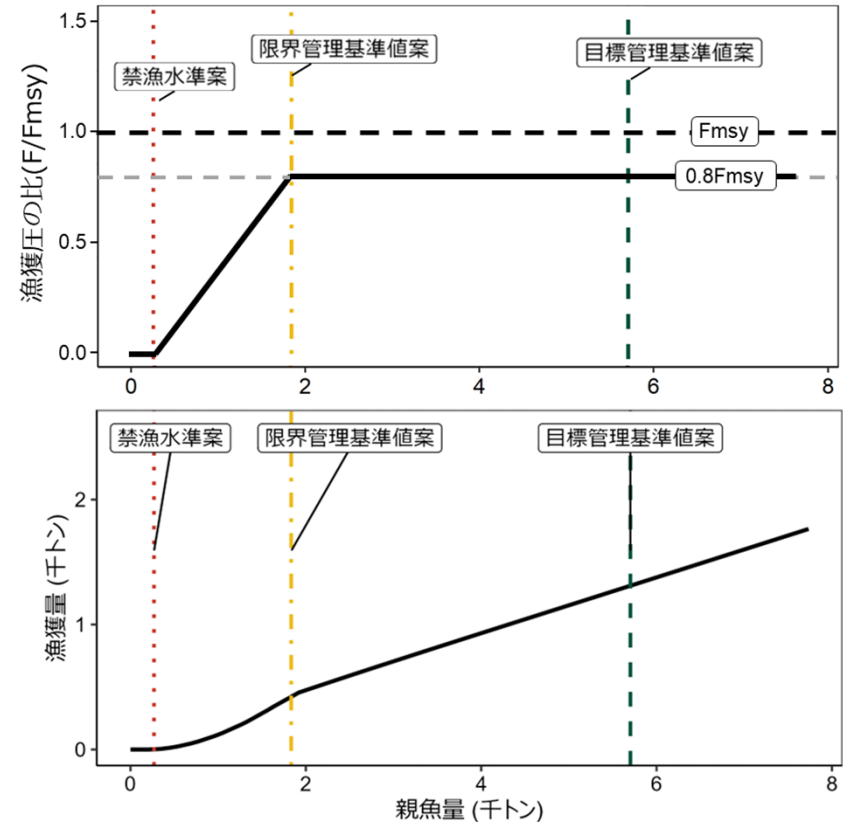 1.5
限界管理基準値案
目標管理基準値案
禁漁水準案
1.0
Fmsy
0.8Fmsy
0.5
0.0
漁獲圧の比(F/Fmsy)
0 2 4 6 8
禁漁水準案
限界管理基準値案
目標管理基準値案
2
1
0
漁獲量 (千トン)
0 2 4 6 8
親魚量 (千トン)